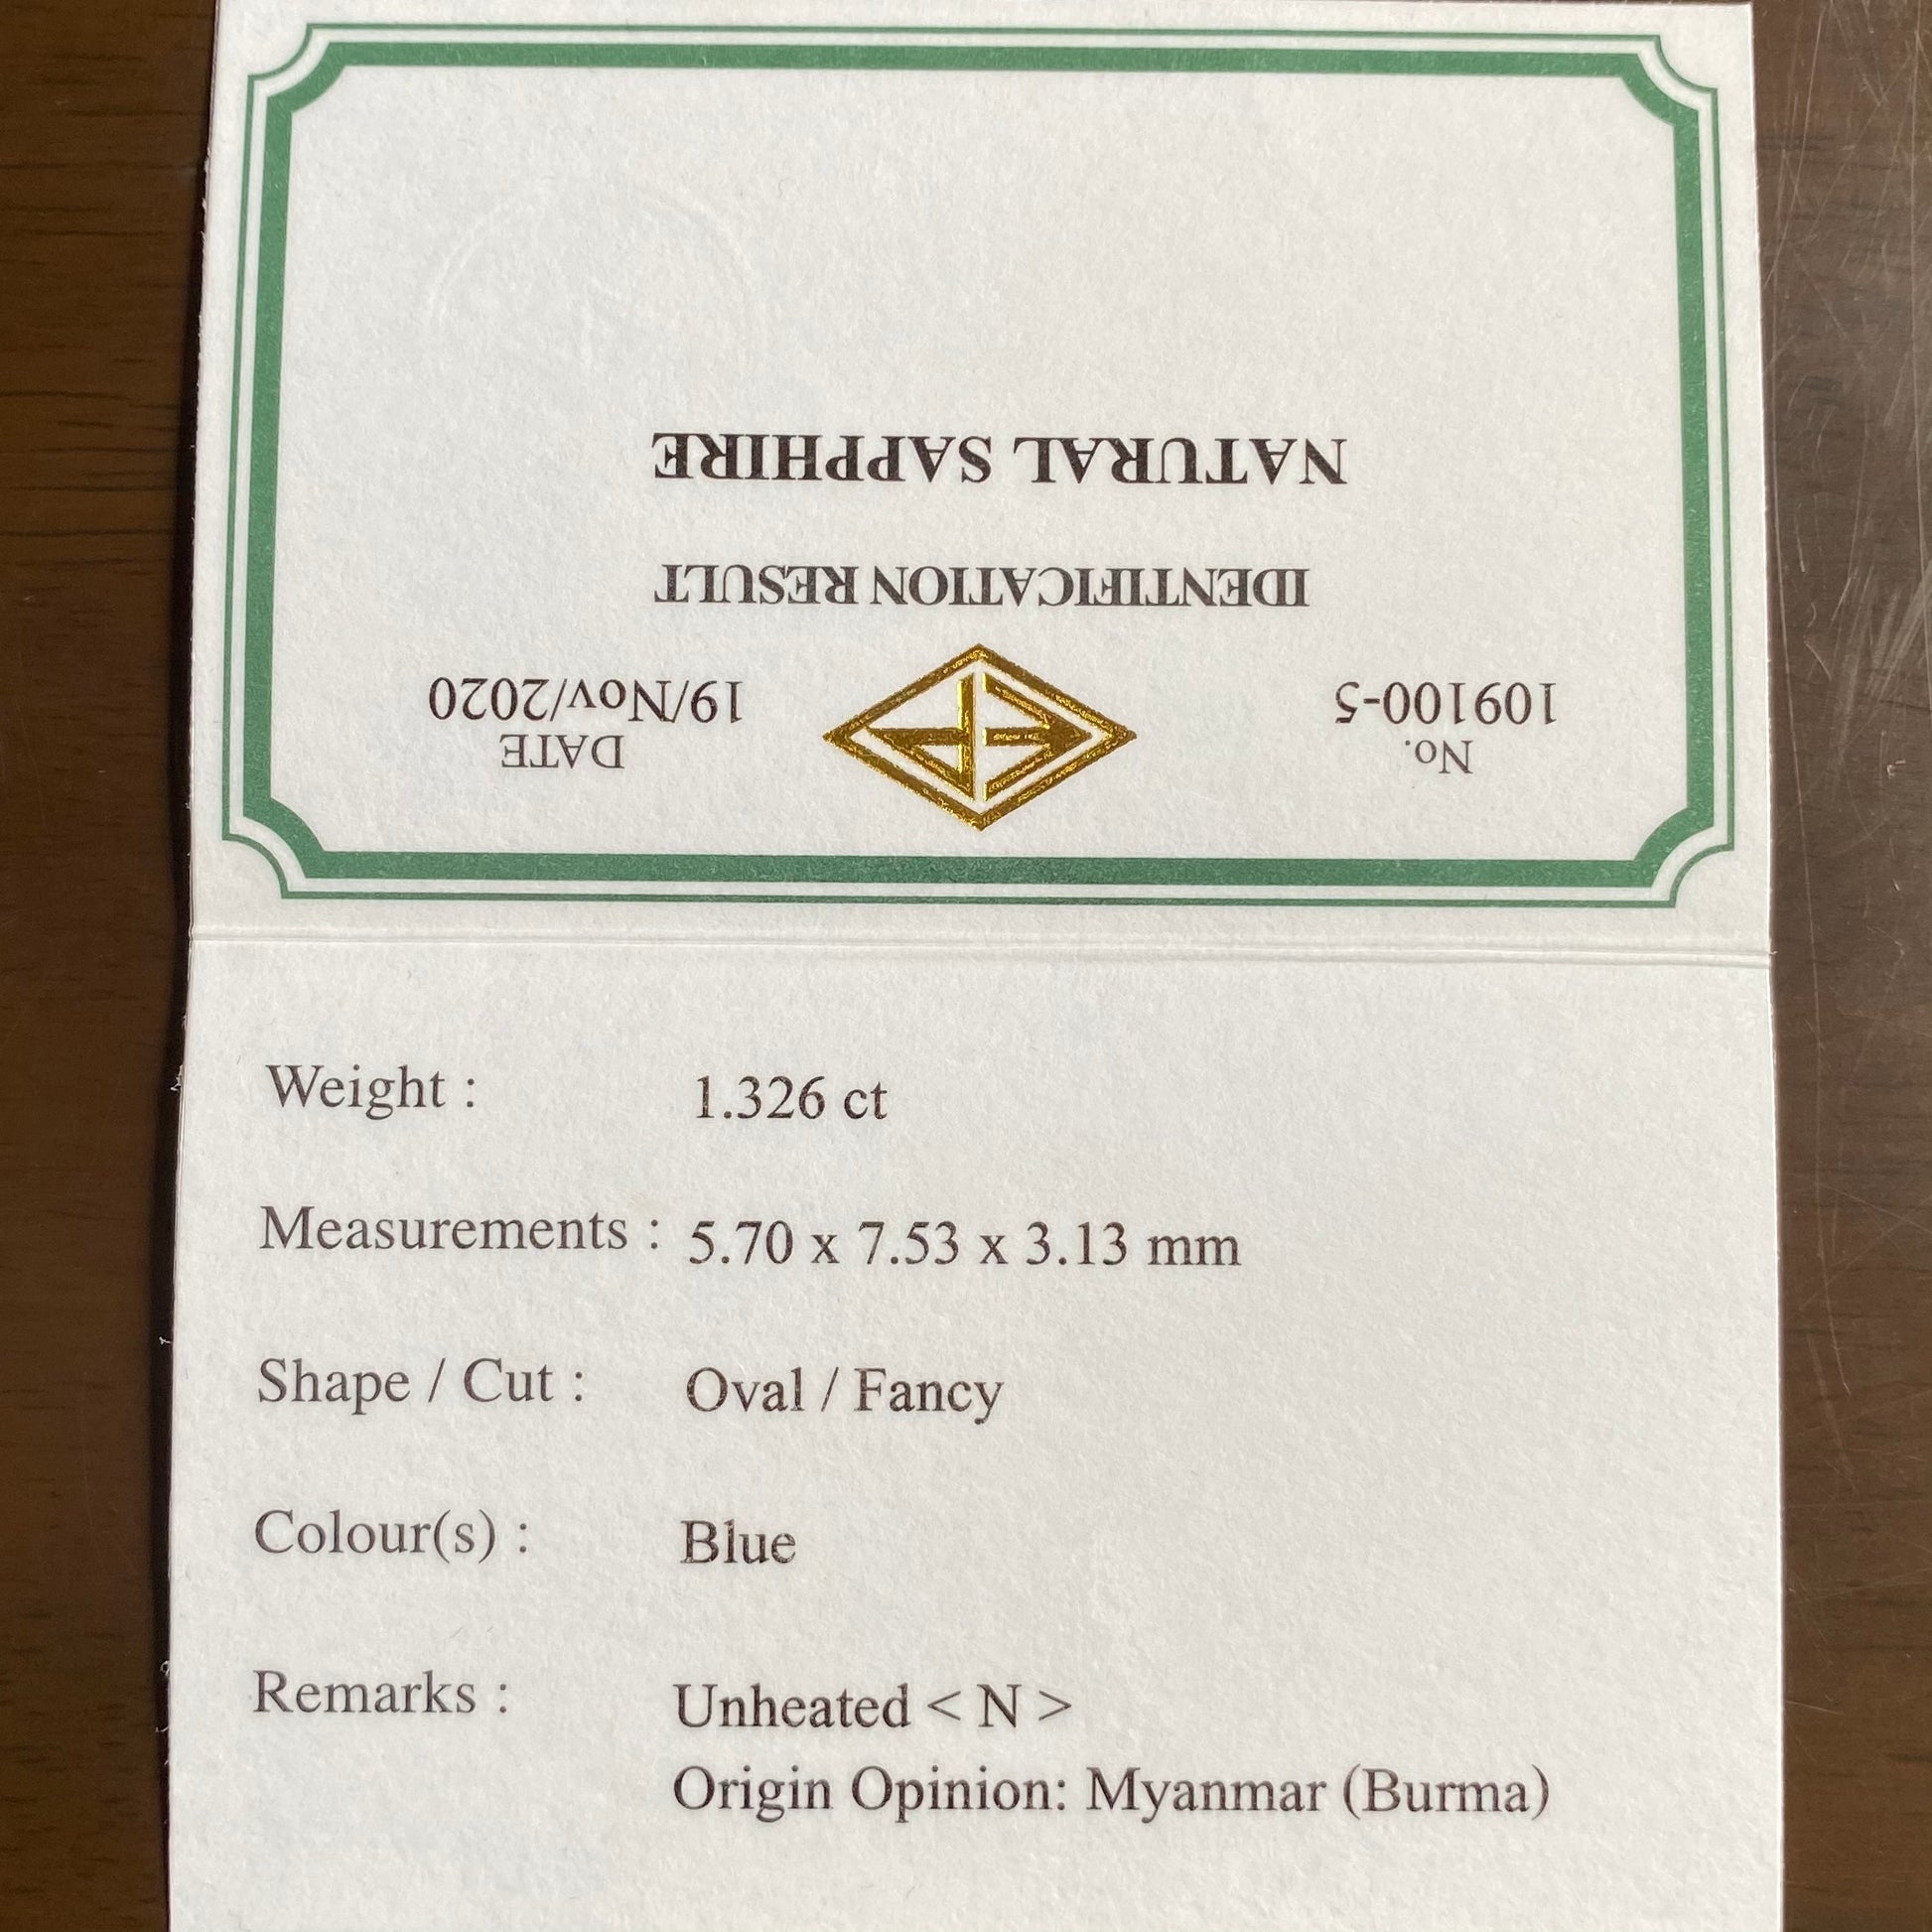 No.
109100-5
DATE
19/Nov/2020
IDENTIFICATION RESULT
NATURAL SAPPHIRE
Weight : 1.326 ct
Measurements : 5.70 x 7.53 x 3.13 mm
Shape / Cut : Oval / Fancy
Colour(s) : Blue
Remarks : Unheated < N >
Origin Opinion: Myanmar (Burma)